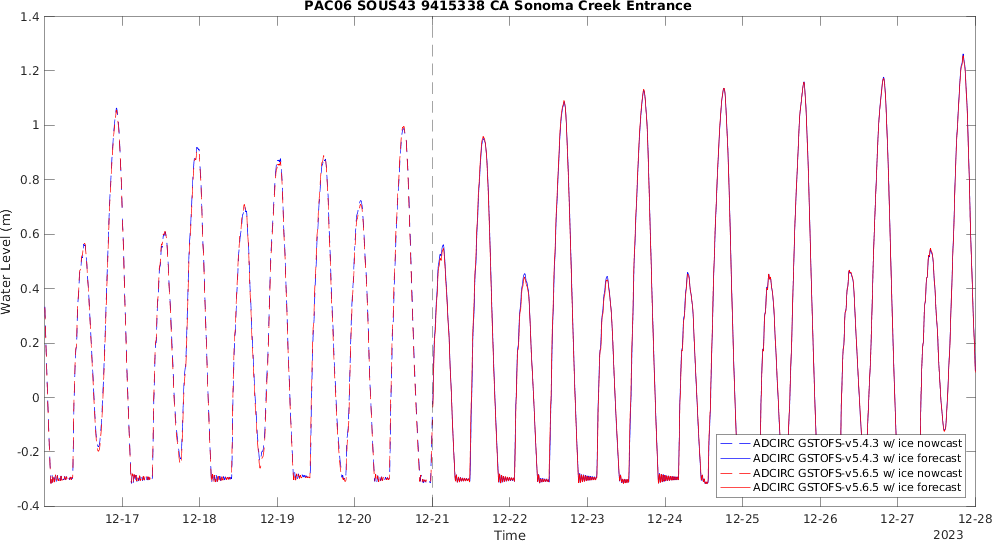 PAC06 SOUS43 9415338 CA Sonoma Creek Entrance
1.4
1.2
1
0.8
0.6
0.4
0.2
0
-0.2
-0.4
Water Level (m)
ADCIRC GSTOFS-v5.4.3 w/ ice nowcast
ADCIRC GSTOFS-v5.4.3 w/ ice forecast
ADCIRC GSTOFS-v5.6.5 w/ ice nowcast
ADCIRC GSTOFS-v5.6.5 w/ ice forecast
12-17 12-18 12-19 12-20 12-21 12-22 12-23 12-24 12-25 12-26 12-27 12-28
Time
2023